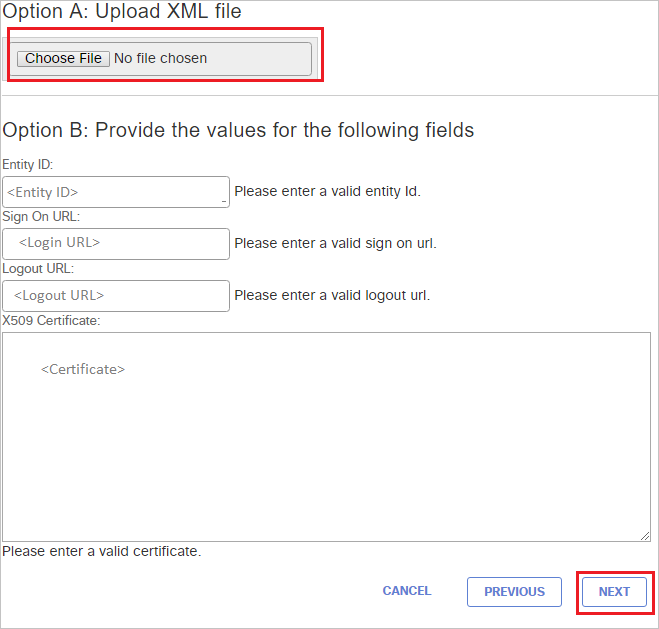 Option A: Upload XML file
Choose File No file chosen
Option B: Provide the values for the following fields
Entity ID:
<Entity ID> Please enter a valid entity Id.
Sign On URL:
<Login URL> Please enter a valid sign on url.
Logout URL:
<Logout URL> Please enter a valid logout url.
X509 Certificate:
<Certificate>
Please enter a valid certificate.
CANCEL PREVIOUS NEXT